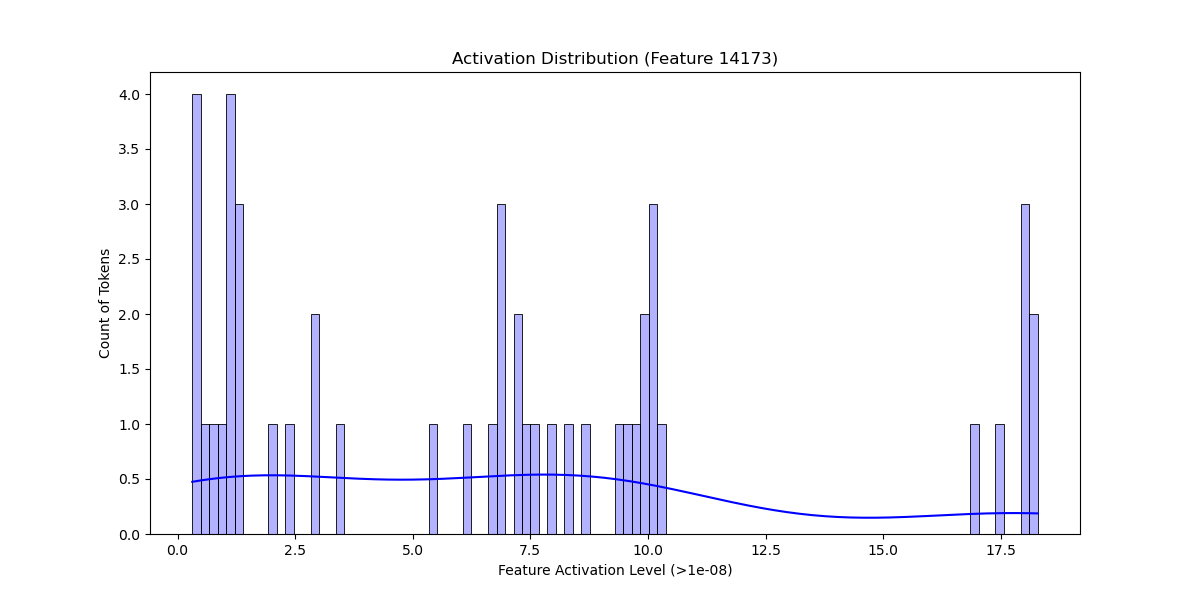 Activation Distribution (Feature 14173)
4.0
3.5
3.0
2.5
2.0
1.5
1.0
0.5
0.0
Count of Tokens
0.0 2.5 5.0 7.5 10.0 12.5 15.0 17.5
Feature Activation Level (>1e-08)